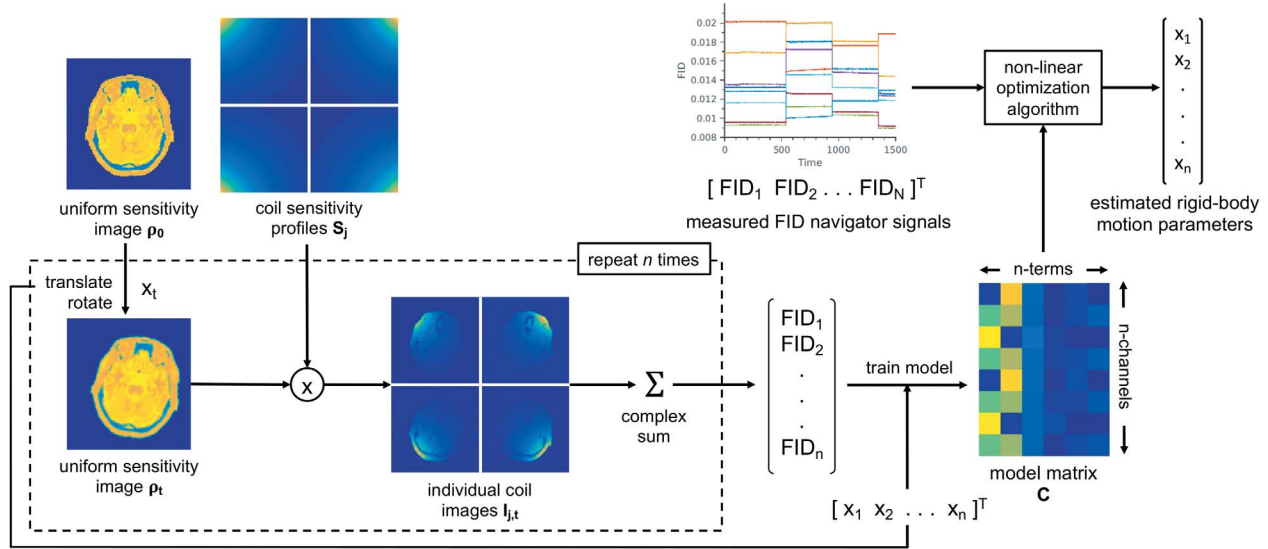 uniform sensitivity
image ρ₀
coil sensitivity
profiles Sⱼ
FID
0.02
0.018
0.016
0.014
0.012
0.01
0.008
0
500
1000
1500
Time
[ FID₁ FID₂ . . . FID_N ]ᵀ
measured FID navigator signals
non-linear
optimization
algorithm
x₁
x₂
.
.
.
xₙ
estimated rigid-body
motion parameters
repeat n times
translate
rotate
xₜ
uniform sensitivity
image ρₜ
x
individual coil
images I_j,t
Σ
complex
sum
FID₁
FID₂
.
.
.
FIDₙ
train model
[ x₁ x₂ . . . xₙ ]ᵀ
n-terms
n-channels
model matrix
C